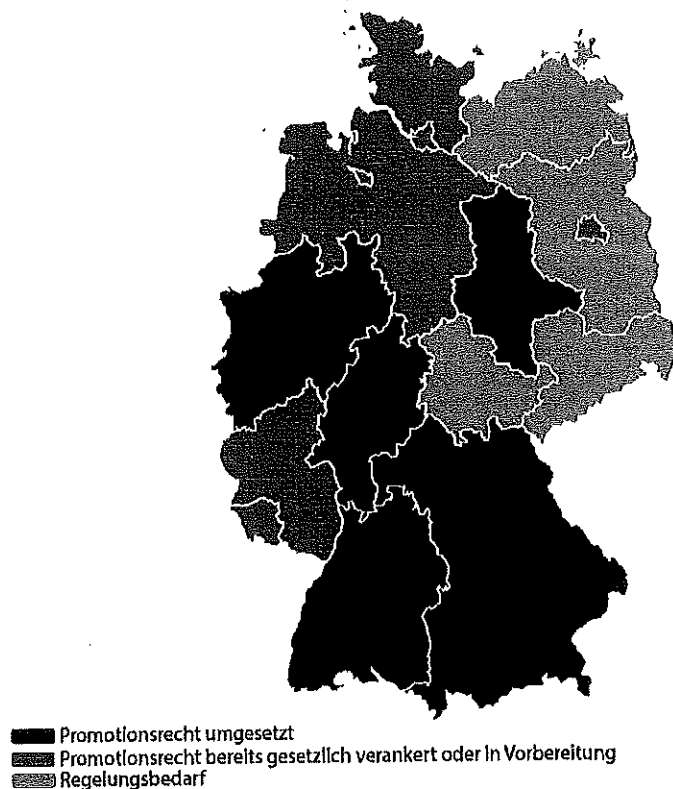 Promotionsrecht umgesetzt
Promotionsrecht bereits gesetzlich verankert oder in Vorbereitung
Regelungsbedarf